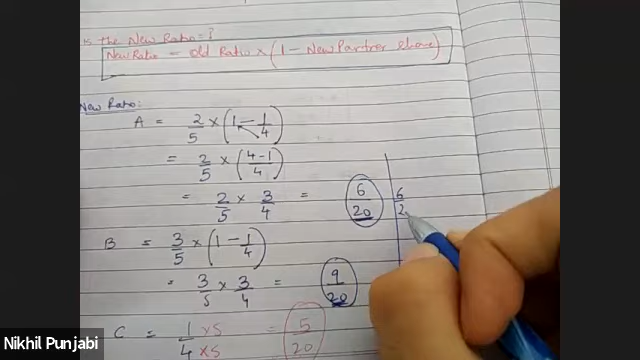 is the New Ratio = ?
New Ratio = Old Ratio × (1 - New Partner share)
New Ratio:
A = 2/5 × (1 - 1/4)
= 2/5 × (4-1/4)
= 2/5 × 3/4 = 6/20 6/2
B = 3/5 × (1 - 1/4)
= 3/5 × 3/4 = 9/20
C = 1/4 ×5/×5 = 5/20
Nikhil Punjabi